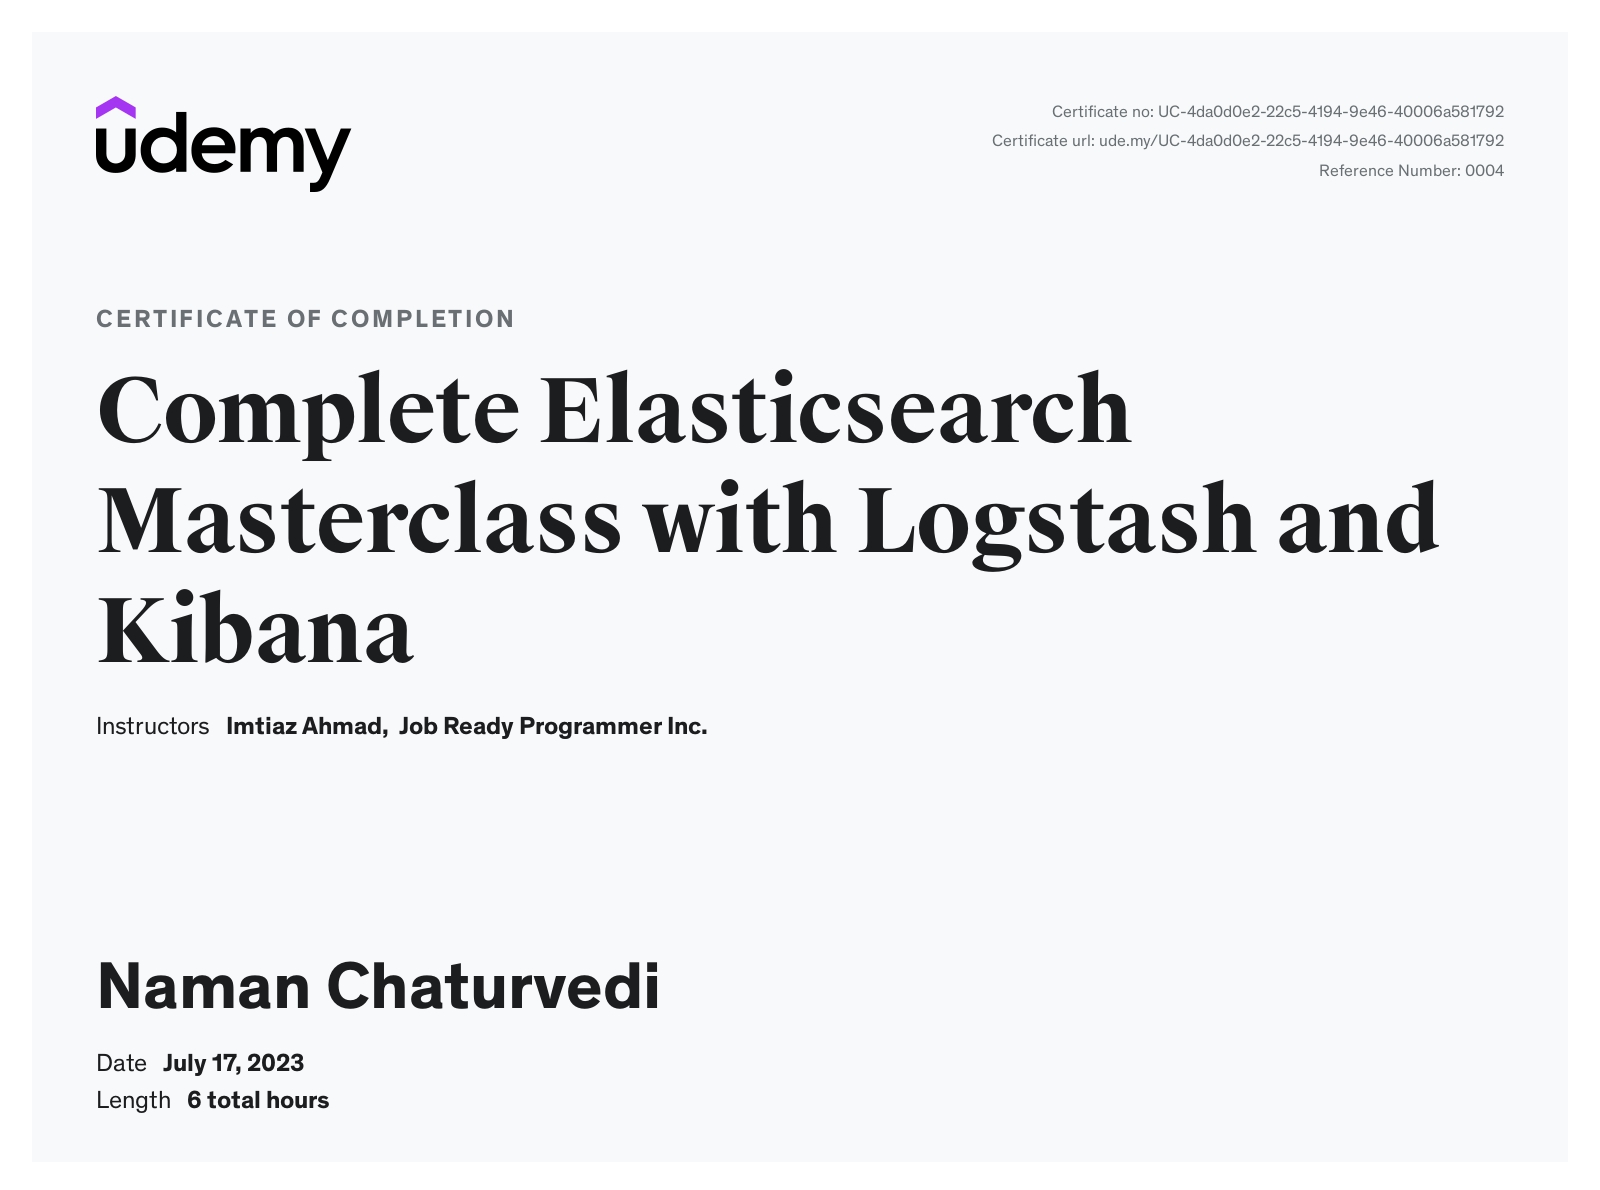 udemy
Certificate no: UC-4da0d0e2-22c5-4194-9e46-40006a581792
Certificate url: ude.my/UC-4da0d0e2-22c5-4194-9e46-40006a581792
Reference Number: 0004
CERTIFICATE OF COMPLETION
Complete Elasticsearch
Masterclass with Logstash and
Kibana
Instructors Imtiaz Ahmad, Job Ready Programmer Inc.
Naman Chaturvedi
Date July 17, 2023
Length 6 total hours